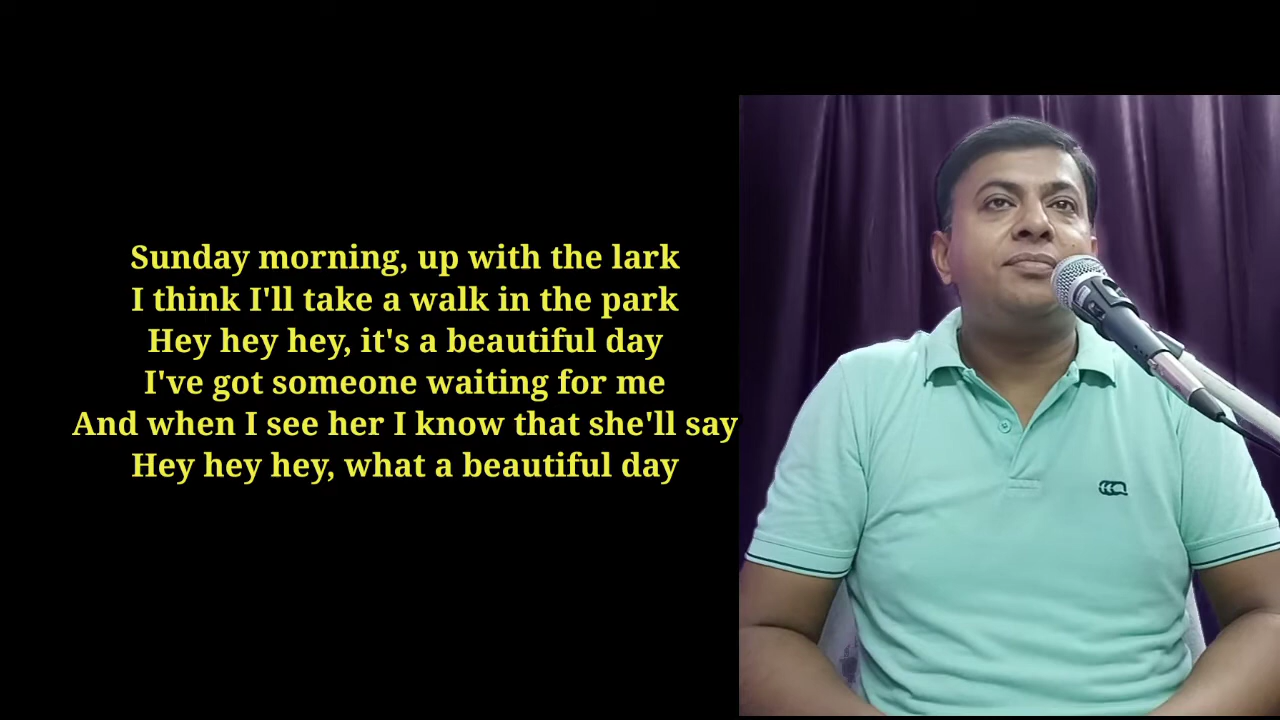 Sunday morning, up with the lark
I think I'll take a walk in the park
Hey hey hey, it's a beautiful day
I've got someone waiting for me
And when I see her I know that she'll say
Hey hey hey, what a beautiful day